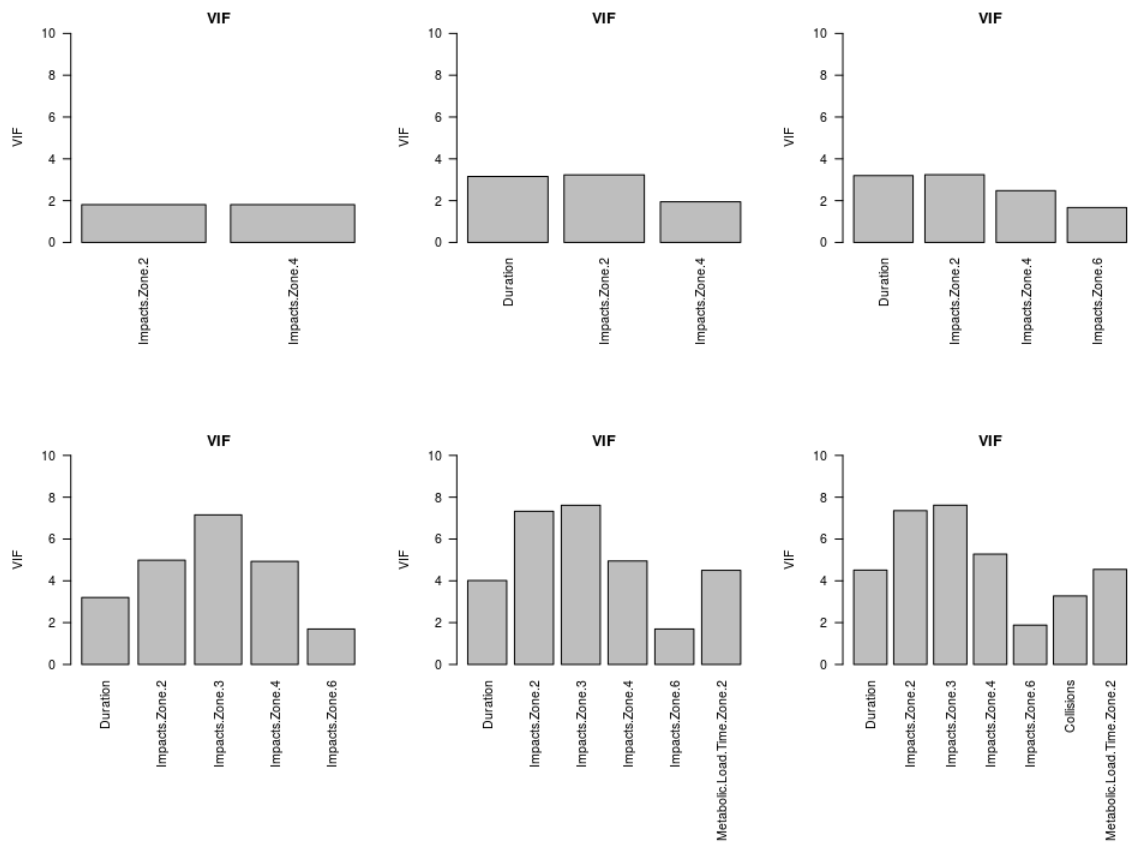 VIF
10
8
6
4
2
0
VIF
Impacts.Zone.2
Impacts.Zone.4
VIF
10
8
6
4
2
0
VIF
Duration
Impacts.Zone.2
Impacts.Zone.4
VIF
10
8
6
4
2
0
VIF
Duration
Impacts.Zone.2
Impacts.Zone.4
Impacts.Zone.6
VIF
10
8
6
4
2
0
VIF
Duration
Impacts.Zone.2
Impacts.Zone.3
Impacts.Zone.4
Impacts.Zone.6
VIF
10
8
6
4
2
0
VIF
Duration
Impacts.Zone.2
Impacts.Zone.3
Impacts.Zone.4
Impacts.Zone.6
Metabolic.Load.Time.Zone.2
VIF
10
8
6
4
2
0
VIF
Duration
Impacts.Zone.2
Impacts.Zone.3
Impacts.Zone.4
Impacts.Zone.6
Collisions
Metabolic.Load.Time.Zone.2